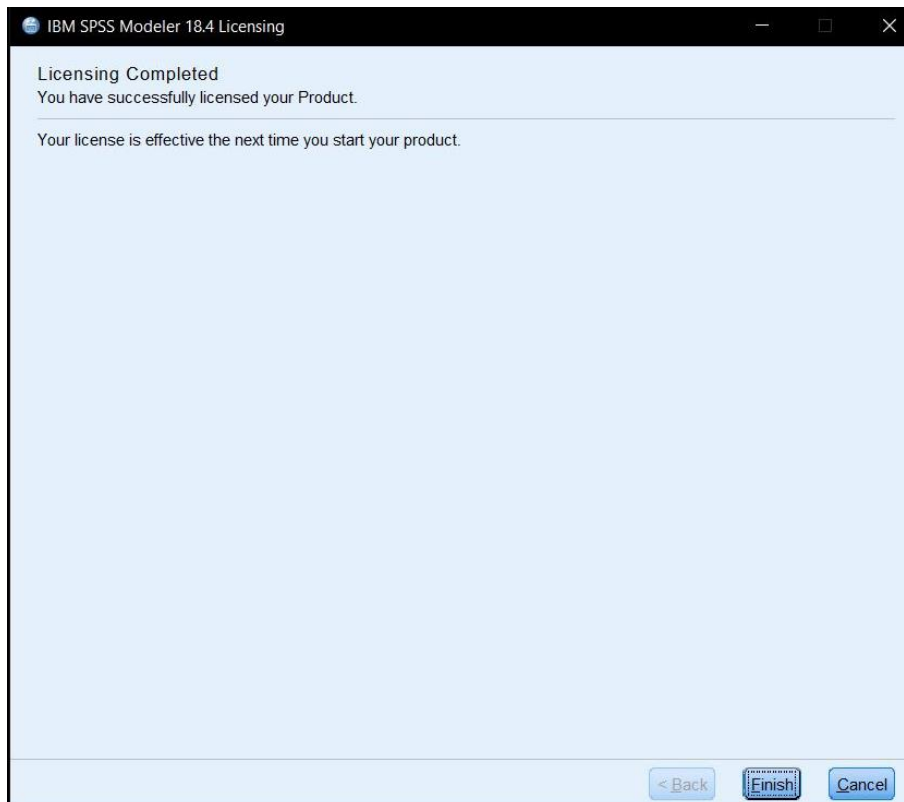 IBM SPSS Modeler 18.4 Licensing
Licensing Completed
You have successfully licensed your Product.
Your license is effective the next time you start your product.
< Back Finish Cancel